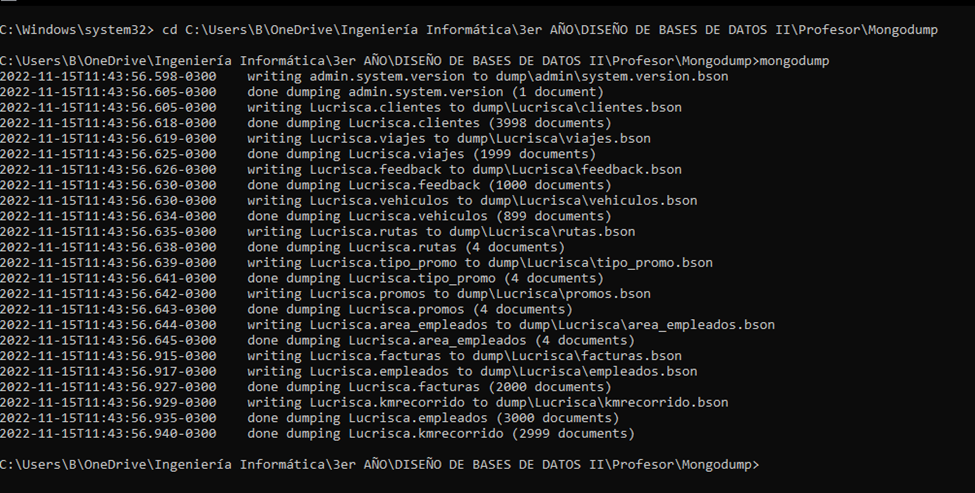 C:\Windows\system32> cd C:\Users\B\OneDrive\Ingeniería Informática\3er AÑO\DISEÑO DE BASES DE DATOS II\Profesor\Mongodump
C:\Users\B\OneDrive\Ingeniería Informática\3er AÑO\DISEÑO DE BASES DE DATOS II\Profesor\Mongodump>mongodump
2022-11-15T11:43:56.598-0300    writing admin.system.version to dump\admin\system.version.bson
2022-11-15T11:43:56.605-0300    done dumping admin.system.version (1 document)
2022-11-15T11:43:56.605-0300    writing Lucrisca.clientes to dump\Lucrisca\clientes.bson
2022-11-15T11:43:56.618-0300    done dumping Lucrisca.clientes (3998 documents)
2022-11-15T11:43:56.619-0300    writing Lucrisca.viajes to dump\Lucrisca\viajes.bson
2022-11-15T11:43:56.625-0300    done dumping Lucrisca.viajes (1999 documents)
2022-11-15T11:43:56.626-0300    writing Lucrisca.feedback to dump\Lucrisca\feedback.bson
2022-11-15T11:43:56.630-0300    done dumping Lucrisca.feedback (1000 documents)
2022-11-15T11:43:56.630-0300    writing Lucrisca.vehiculos to dump\Lucrisca\vehiculos.bson
2022-11-15T11:43:56.634-0300    done dumping Lucrisca.vehiculos (899 documents)
2022-11-15T11:43:56.635-0300    writing Lucrisca.rutas to dump\Lucrisca\rutas.bson
2022-11-15T11:43:56.638-0300    done dumping Lucrisca.rutas (4 documents)
2022-11-15T11:43:56.639-0300    writing Lucrisca.tipo_promo to dump\Lucrisca\tipo_promo.bson
2022-11-15T11:43:56.641-0300    done dumping Lucrisca.tipo_promo (4 documents)
2022-11-15T11:43:56.642-0300    writing Lucrisca.promos to dump\Lucrisca\promos.bson
2022-11-15T11:43:56.643-0300    done dumping Lucrisca.promos (4 documents)
2022-11-15T11:43:56.644-0300    writing Lucrisca.area_empleados to dump\Lucrisca\area_empleados.bson
2022-11-15T11:43:56.645-0300    done dumping Lucrisca.area_empleados (4 documents)
2022-11-15T11:43:56.915-0300    writing Lucrisca.facturas to dump\Lucrisca\facturas.bson
2022-11-15T11:43:56.917-0300    writing Lucrisca.empleados to dump\Lucrisca\empleados.bson
2022-11-15T11:43:56.927-0300    done dumping Lucrisca.facturas (2000 documents)
2022-11-15T11:43:56.929-0300    writing Lucrisca.kmrecorrido to dump\Lucrisca\kmrecorrido.bson
2022-11-15T11:43:56.935-0300    done dumping Lucrisca.empleados (3000 documents)
2022-11-15T11:43:56.940-0300    done dumping Lucrisca.kmrecorrido (2999 documents)
C:\Users\B\OneDrive\Ingeniería Informática\3er AÑO\DISEÑO DE BASES DE DATOS II\Profesor\Mongodump>